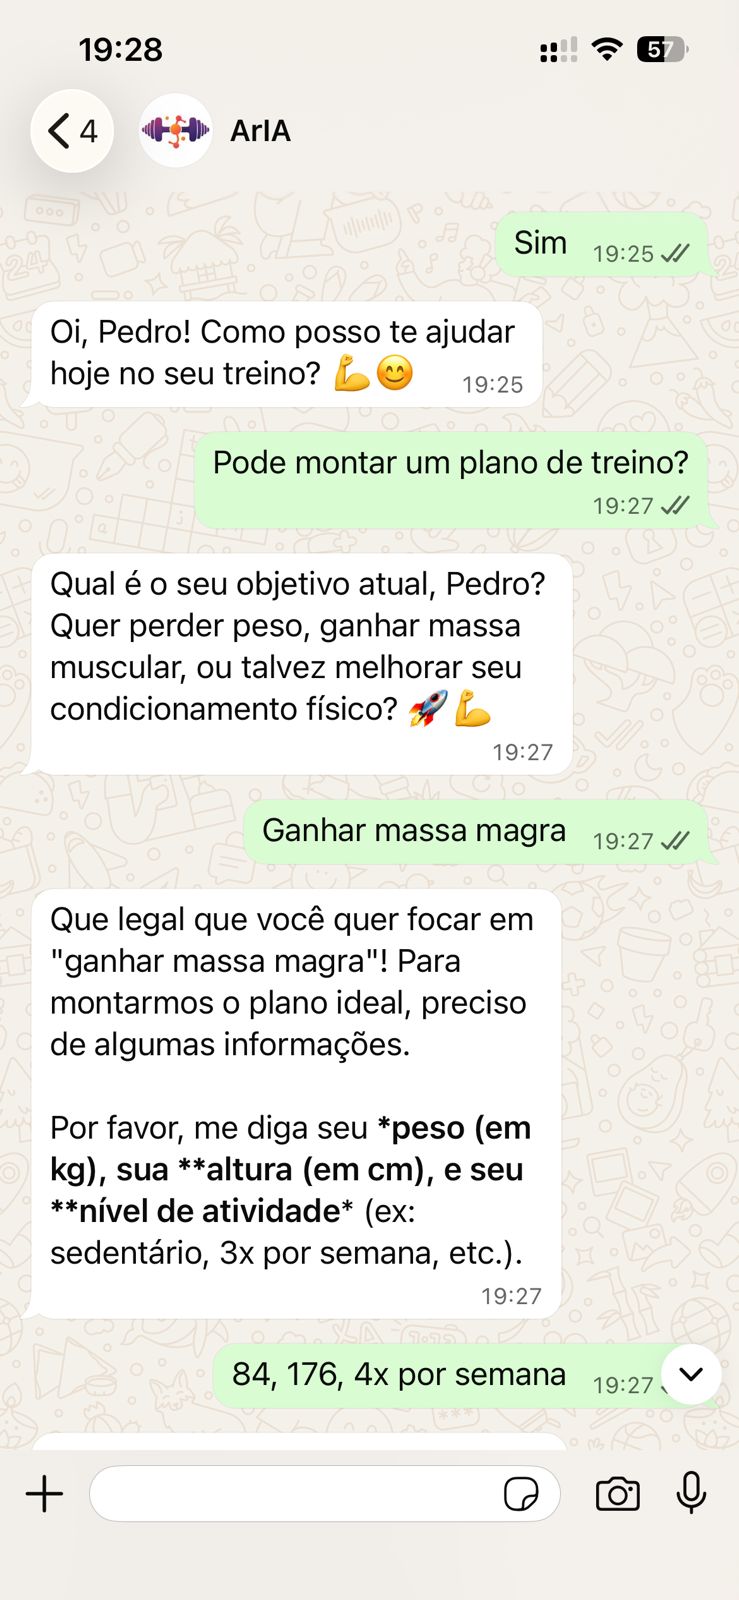 19:28
57
4
ArIA
Sim 19:25
Oi, Pedro! Como posso te ajudar
hoje no seu treino? 💪😊 19:25
Pode montar um plano de treino?
19:27
Qual é o seu objetivo atual, Pedro?
Quer perder peso, ganhar massa
muscular, ou talvez melhorar seu
condicionamento físico? 🚀💪
19:27
Ganhar massa magra 19:27
Que legal que você quer focar em
"ganhar massa magra"! Para
montarmos o plano ideal, preciso
de algumas informações.
Por favor, me diga seu *peso (em
kg), sua **altura (em cm), e seu
**nível de atividade* (ex:
sedentário, 3x por semana, etc.).
19:27
84, 176, 4x por semana 19:27